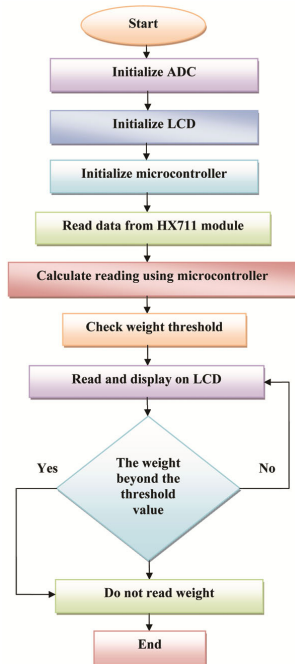 Start
Initialize ADC
Initialize LCD
Initialize microcontroller
Read data from HX711 module
Calculate reading using microcontroller
Check weight threshold
Read and display on LCD
Yes
No
The weight
beyond the
threshold
value
Do not read weight
End